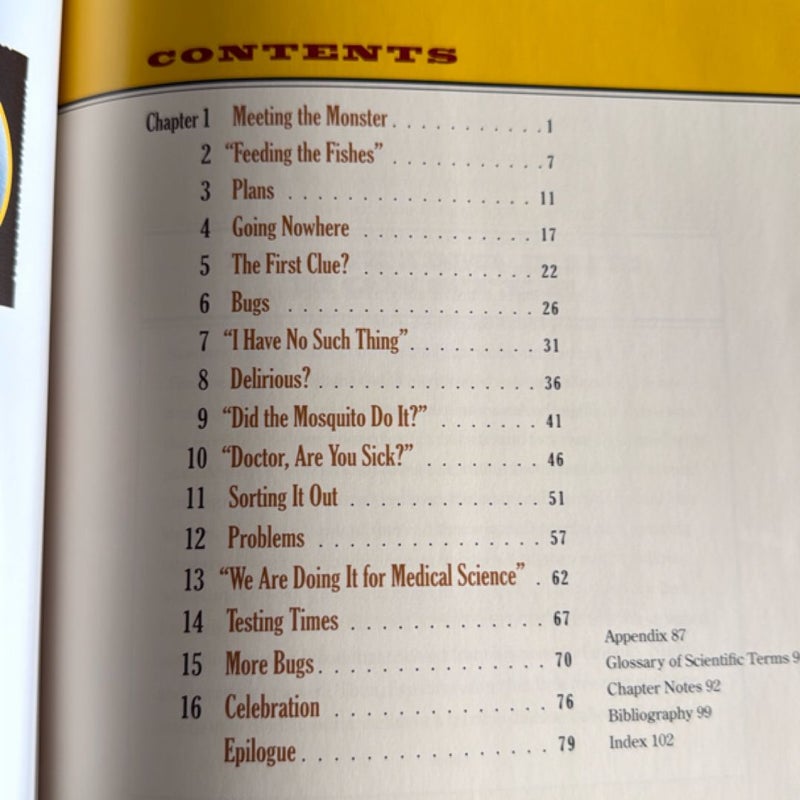 CONTENTS
Chapter 1 Meeting the Monster . . . . . . . . . . . 1
2 “Feeding the Fishes” . . . . . . . . . . . 7
3 Plans . . . . . . . . . . . . . . . . . . 11
4 Going Nowhere . . . . . . . . . . . . 17
5 The First Clue? . . . . . . . . . . . . 22
6 Bugs . . . . . . . . . . . . . . . . . . 26
7 “I Have No Such Thing” . . . . . . . . . 31
8 Delirious? . . . . . . . . . . . . . . . 36
9 “Did the Mosquito Do It?” . . . . . . . 41
10 “Doctor, Are You Sick?” . . . . . . . . 46
11 Sorting It Out . . . . . . . . . . . . . 51
12 Problems . . . . . . . . . . . . . . . 57
13 “We Are Doing It for Medical Science” . 62
14 Testing Times . . . . . . . . . . . . . 67
15 More Bugs . . . . . . . . . . . . . . . 70
16 Celebration . . . . . . . . . . . . . . 76
Epilogue . . . . . . . . . . . . . . . . 79
Appendix 87
Glossary of Scientific Terms
Chapter Notes 92
Bibliography 99
Index 102